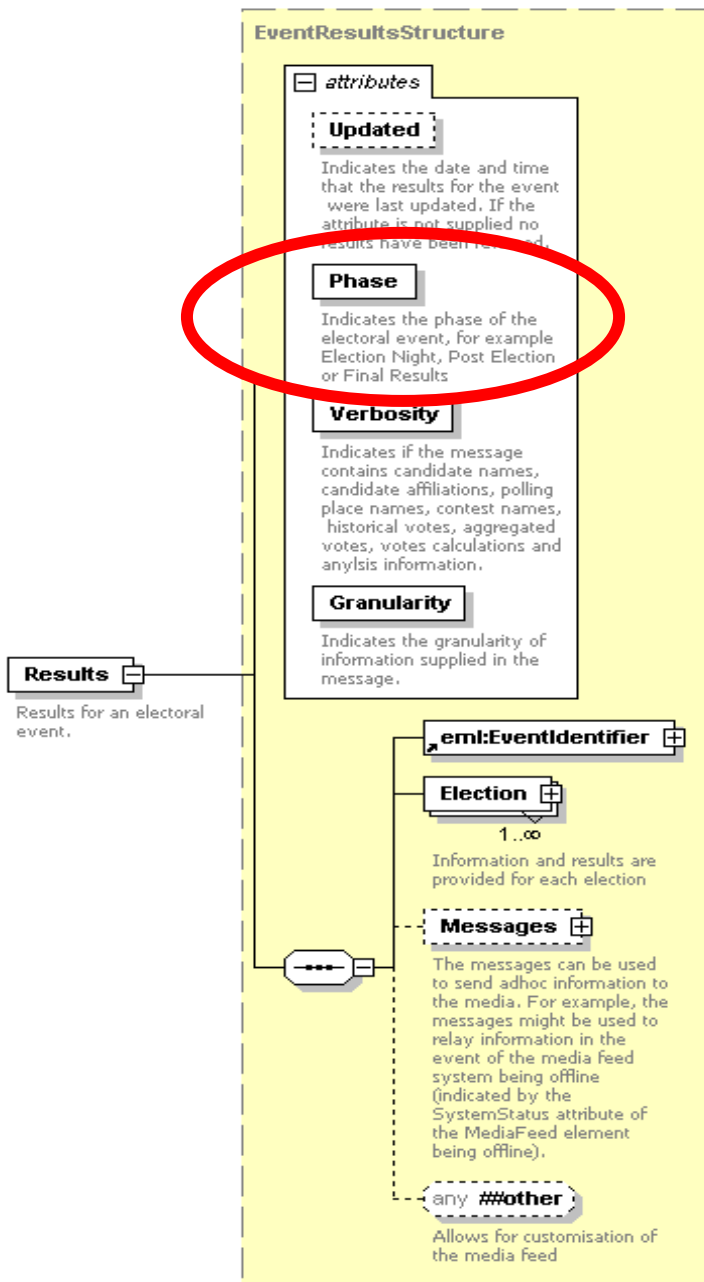 EventResultsStructure
attributes
Updated
Indicates the date and time
that the results for the event
were last updated. If the
attribute is not supplied no
results have been
Phase
Indicates the phase of the
electoral event, for example
Election Night, Post Election
or Final Results
Verbosity
Indicates if the message
contains candidate names,
candidate affiliations, polling
place names, contest names,
historical votes, aggregated
votes, votes calculations and
anylsis information.
Granularity
Indicates the granularity of
information supplied in the
message.
Results
Results for an electoral
event.
eml:EventIdentifier
Election
1..∞
Information and results are
provided for each election
Messages
The messages can be used
to send adhoc information to
the media. For example, the
messages might be used to
relay information in the
event of the media feed
system being offline
(indicated by the
SystemStatus attribute of
the MediaFeed element
being offline).
any ##other
Allows for customisation of
the media feed